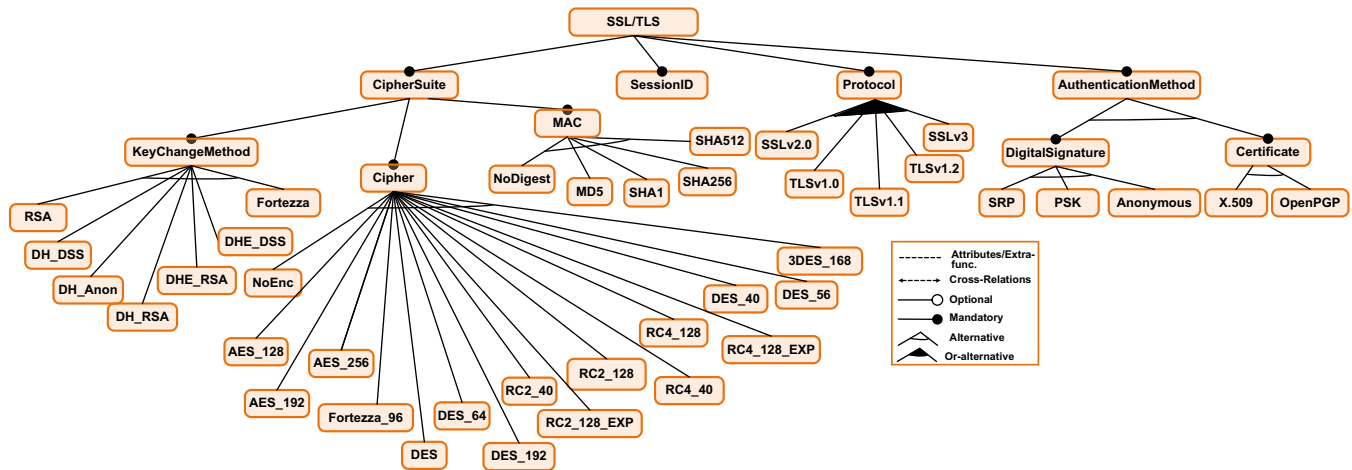 SSL/TLS
CipherSuite
SessionID
Protocol
AuthenticationMethod
KeyChangeMethod
MAC
Cipher
NoDigest
MD5
SHA1
SHA256
SHA512
SSLv2.0
TLSv1.0
TLSv1.1
TLSv1.2
SSLv3
DigitalSignature
Certificate
SRP
PSK
Anonymous
X.509
OpenPGP
RSA
DH_DSS
DH_Anon
DH_RSA
DHE_RSA
DHE_DSS
Fortezza
NoEnc
AES_128
AES_192
AES_256
Fortezza_96
DES
DES_64
DES_192
RC2_40
RC2_128_EXP
RC2_128
RC4_40
RC4_128
RC4_128_EXP
DES_40
DES_56
3DES_168
Attributes/Extra-
func.
Cross-Relations
Optional
Mandatory
Alternative
Or-alternative